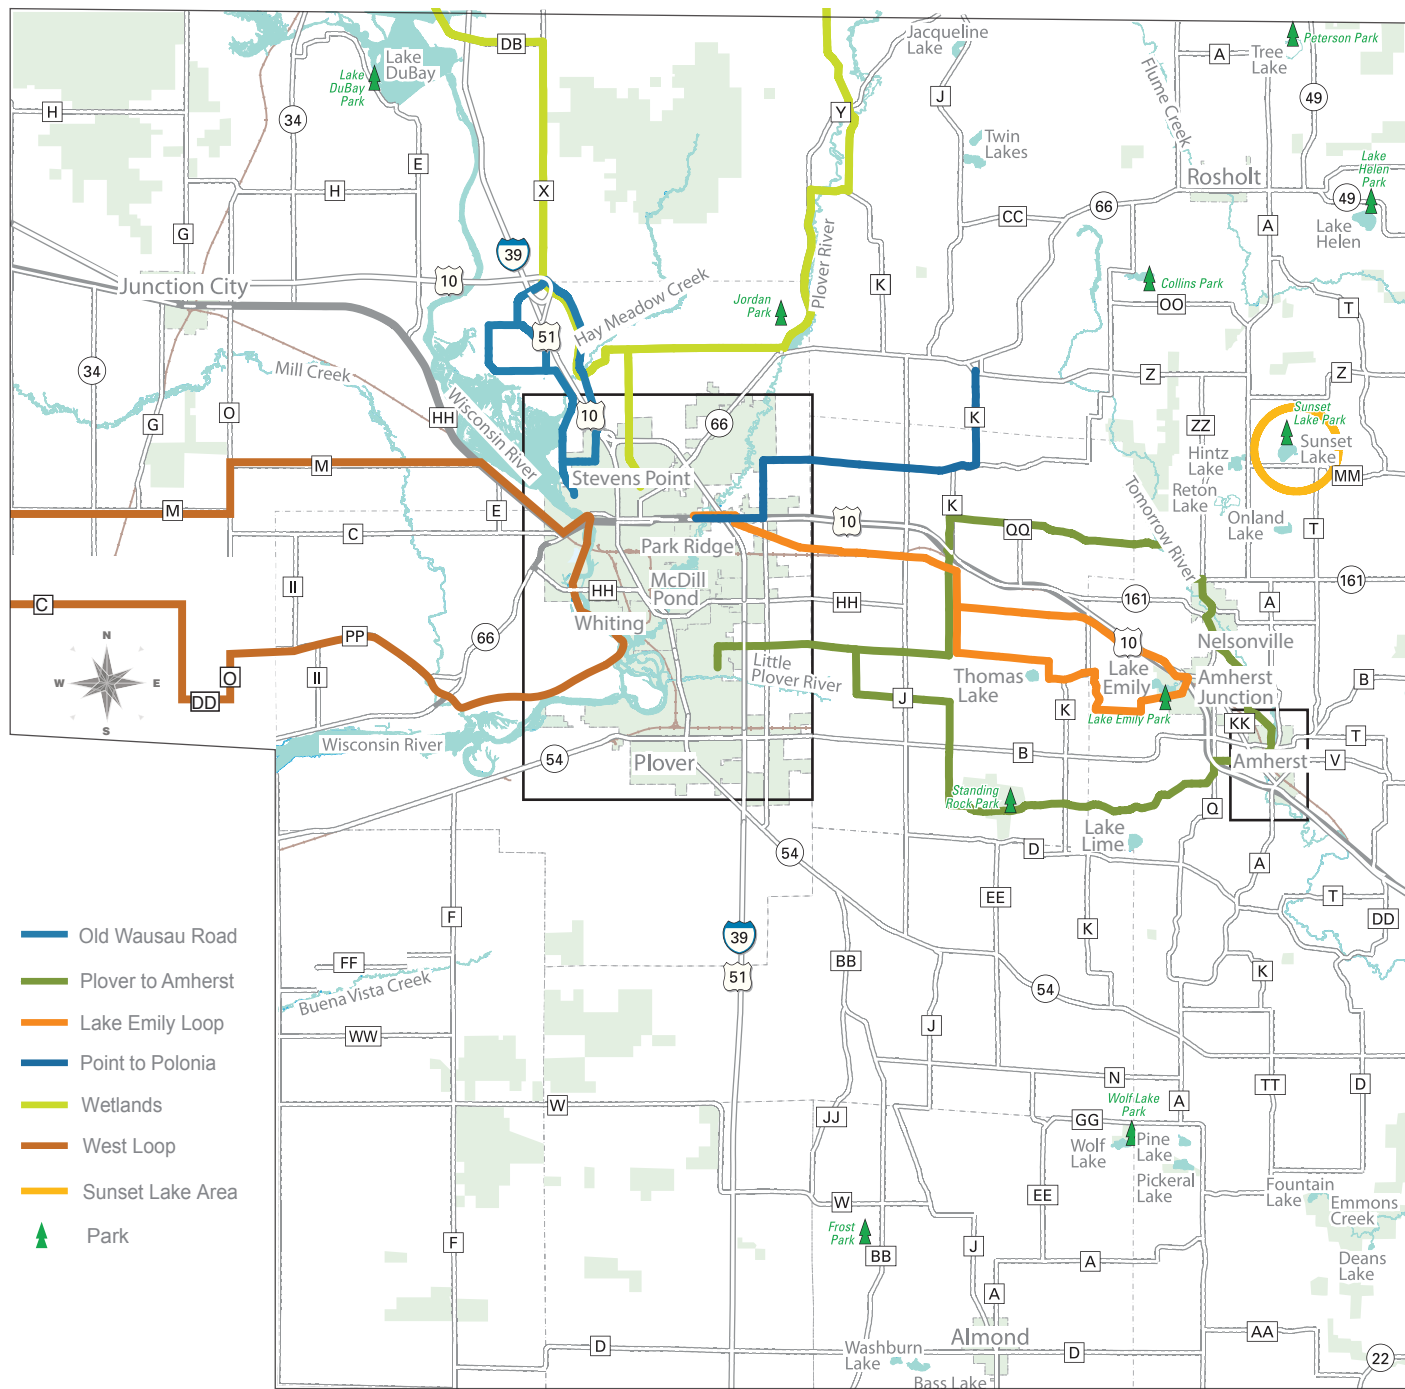 DB
Lake
DuBay
Jacqueline
Lake
A
Tree
Lake
Peterson Park
Lake
DuBay
Park
H
34
J
Flume Creek
49
Y
Twin
Lakes
E
Lake
Helen
Park
Rosholt
H
X
66
49
CC
A
Lake
Helen
G
39
Plover River
Junction City
10
Hay Meadow Creek
K
Collins Park
Jordan
Park
OO
T
51
34
Mill Creek
Z
Z
Wisconsin River
G
O
HH
10
66
K
ZZ
Sunset
Lake Park
Sunset
Lake
Hintz
Lake
M
Stevens Point
MM
Reton
Lake
Tomorrow River
M
E
C
K
10
QQ
Onland
Lake
T
Park Ridge
McDill
Pond
161
II
HH
HH
161
A
C
Whiting
N
W
E
S
PP
66
10
Nelsonville
O
II
DD
Little
Plover River
Thomas
Lake
Lake
Emily
Amherst
Junction
B
J
K
Lake Emily Park
KK
Wisconsin River
54
Plover
B
T
Amherst
V
Standing
Rock Park
Q
Lake
Lime
54
D
A
EE
T
DD
F
K
Old Wausau Road
39
BB
FF
K
Plover to Amherst
51
Buena Vista Creek
54
Lake Emily Loop
J
WW
Point to Polonia
N
TT
D
Wetlands
W
Wolf Lake
Park
A
JJ
GG
West Loop
Wolf
Lake
Pine
Lake
Pickeral
Lake
Sunset Lake Area
EE
Fountain
Lake
Emmons
Creek
W
Park
F
Frost
Park
BB
J
A
Deans
Lake
A
Almond
AA
D
Washburn
Lake
D
22
Bass Lake